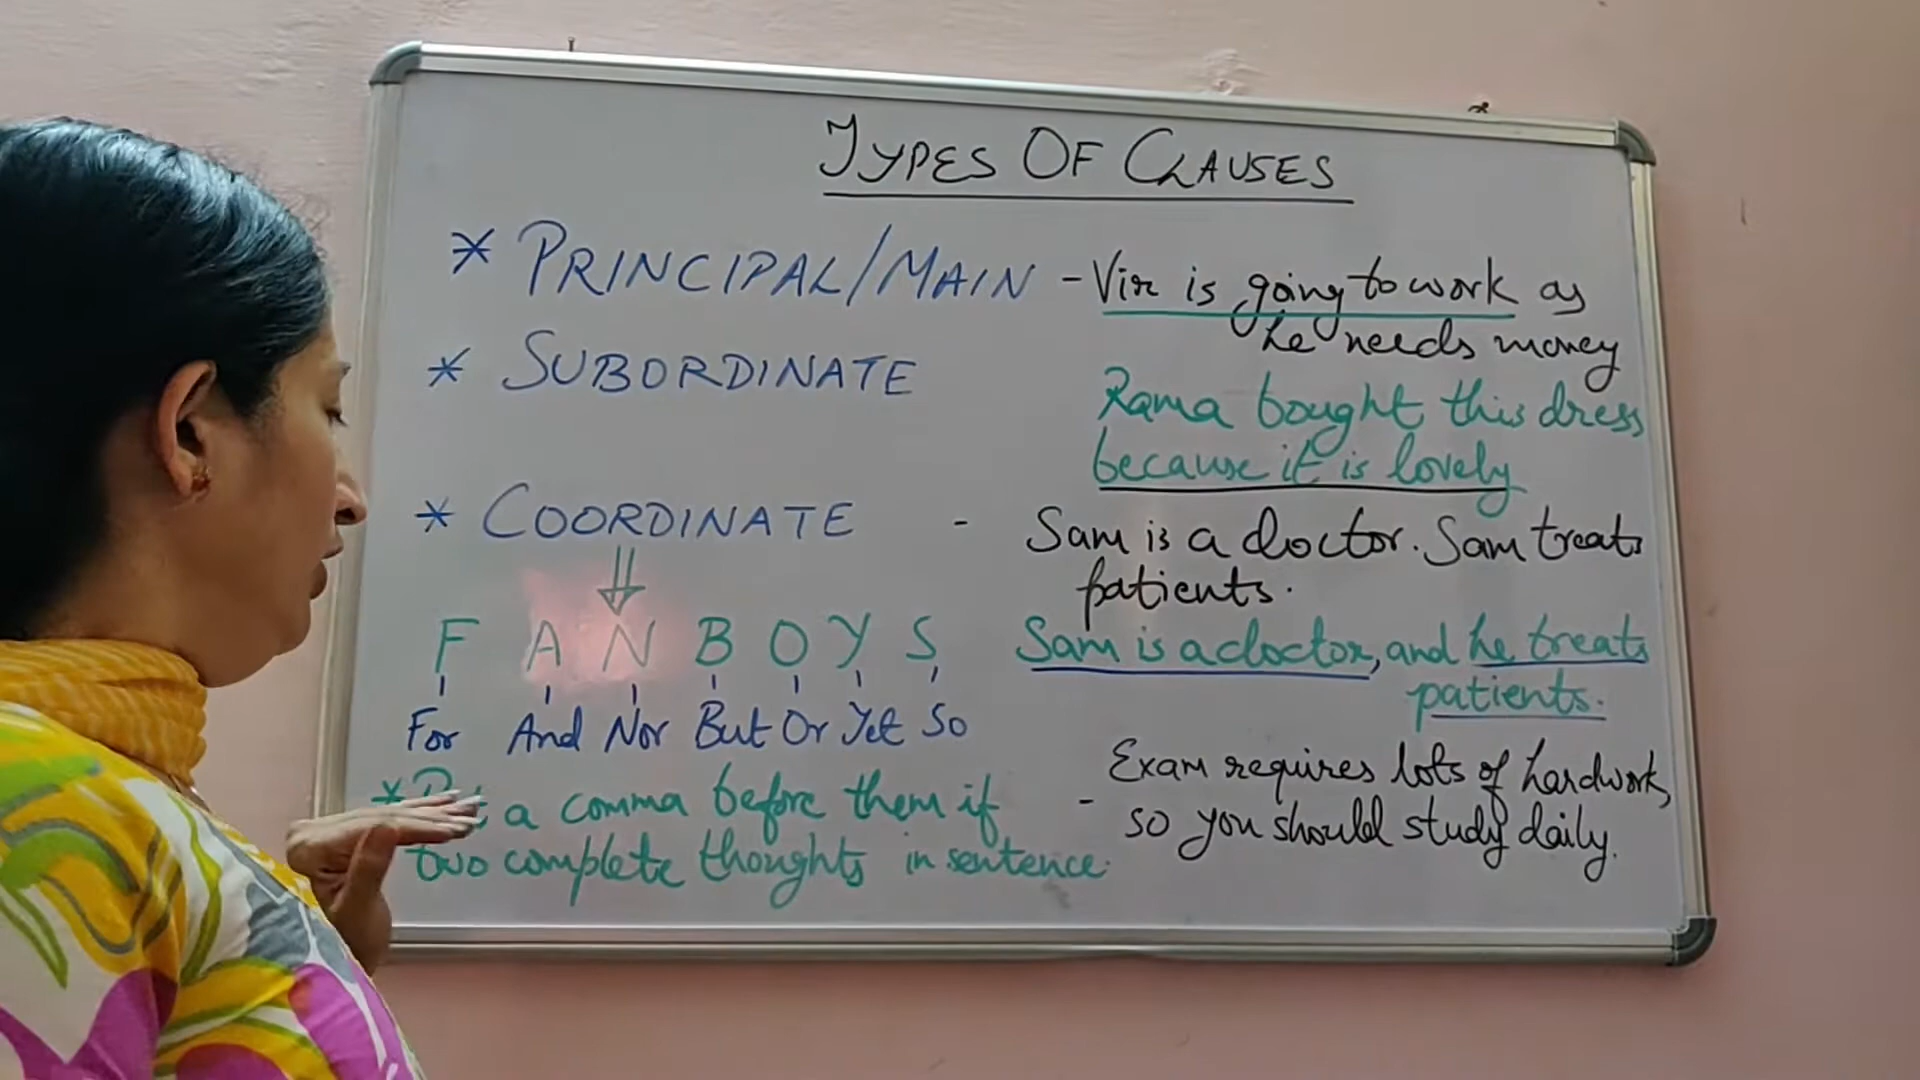 TYPES OF CLAUSES
* PRINCIPAL/MAIN - Vir is going to work as
he needs money
* SUBORDINATE
Rama bought this dress
because it is lovely
* COORDINATE - Sam is a doctor. Sam treats
patients.
F A N B O Y S
For And Nor But Or Yet So
Sam is a doctor, and he treats
patients.
* Put a comma before them if
two complete thoughts in sentence.
- Exam requires lots of hardwork,
so you should study daily.